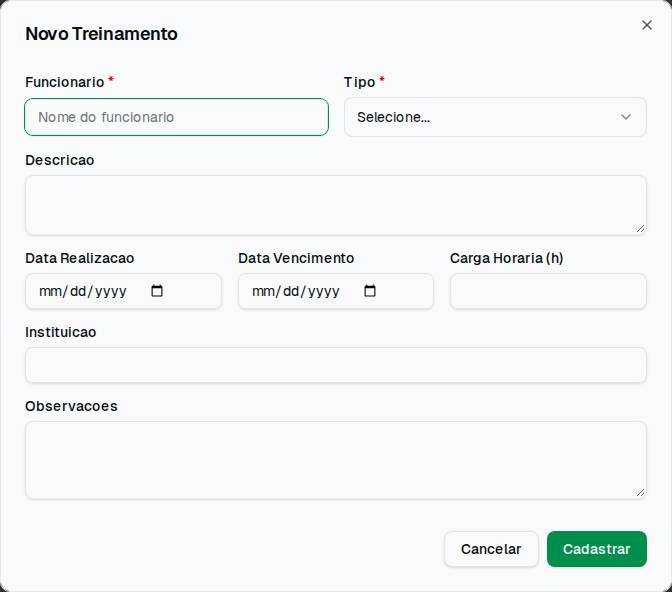 Novo Treinamento
Funcionario * Tipo *
Nome do funcionario Selecione...
Descricao
Data Realizacao Data Vencimento Carga Horaria (h)
mm/dd/yyyy mm/dd/yyyy
Instituicao
Observacoes
Cancelar Cadastrar